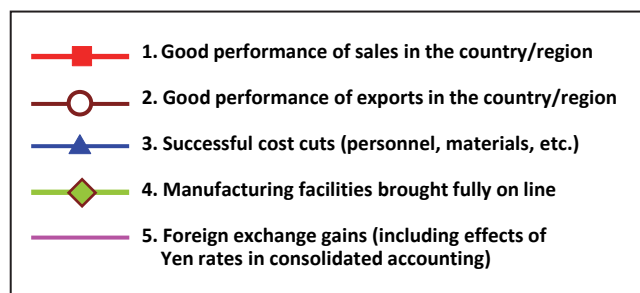 1. Good performance of sales in the country/region
2. Good performance of exports in the country/region
3. Successful cost cuts (personnel, materials, etc.)
4. Manufacturing facilities brought fully on line
5. Foreign exchange gains (including effects of
Yen rates in consolidated accounting)